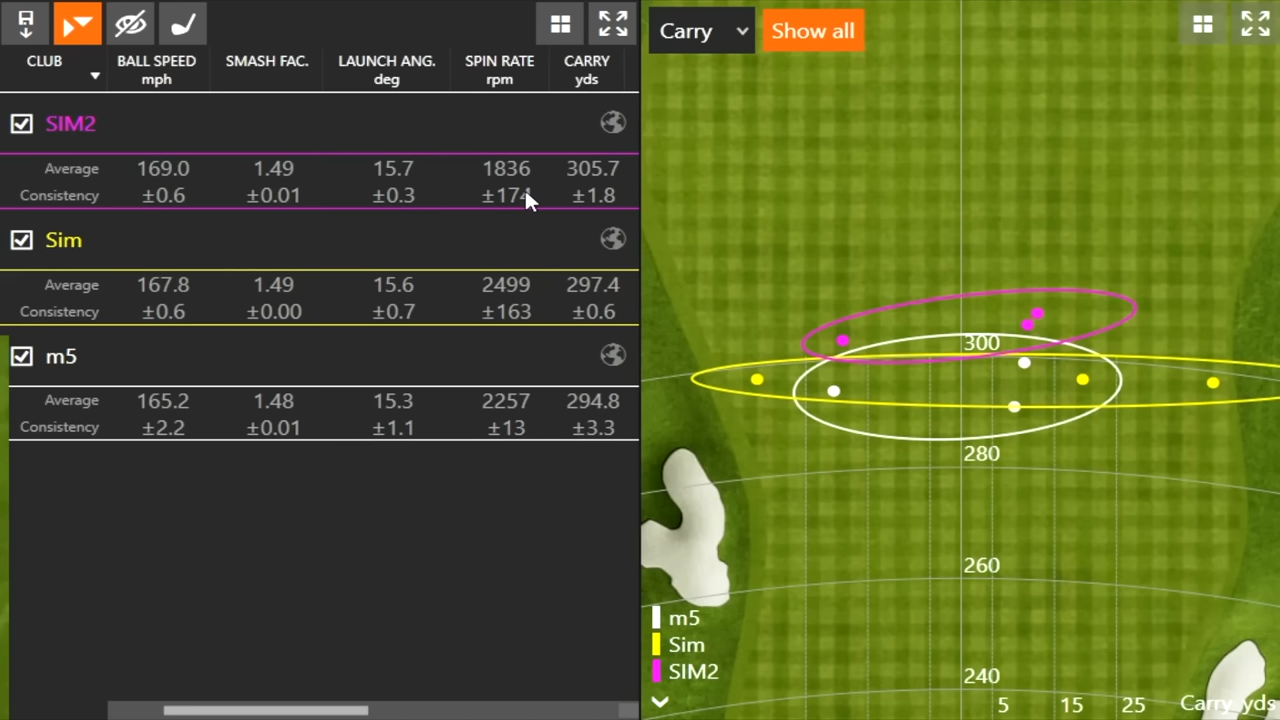 CLUB BALL SPEED mph SMASH FAC. LAUNCH ANG. deg SPIN RATE rpm CARRY yds
SIM2
Average 169.0 1.49 15.7 1836 305.7
Consistency ±0.6 ±0.01 ±0.3 ±174 ±1.8
Sim
Average 167.8 1.49 15.6 2499 297.4
Consistency ±0.6 ±0.00 ±0.7 ±163 ±0.6
m5
Average 165.2 1.48 15.3 2257 294.8
Consistency ±2.2 ±0.01 ±1.1 ±13 ±3.3
Carry Show all
300
280
260
240
m5
Sim
SIM2
5 15 25 Carry yds